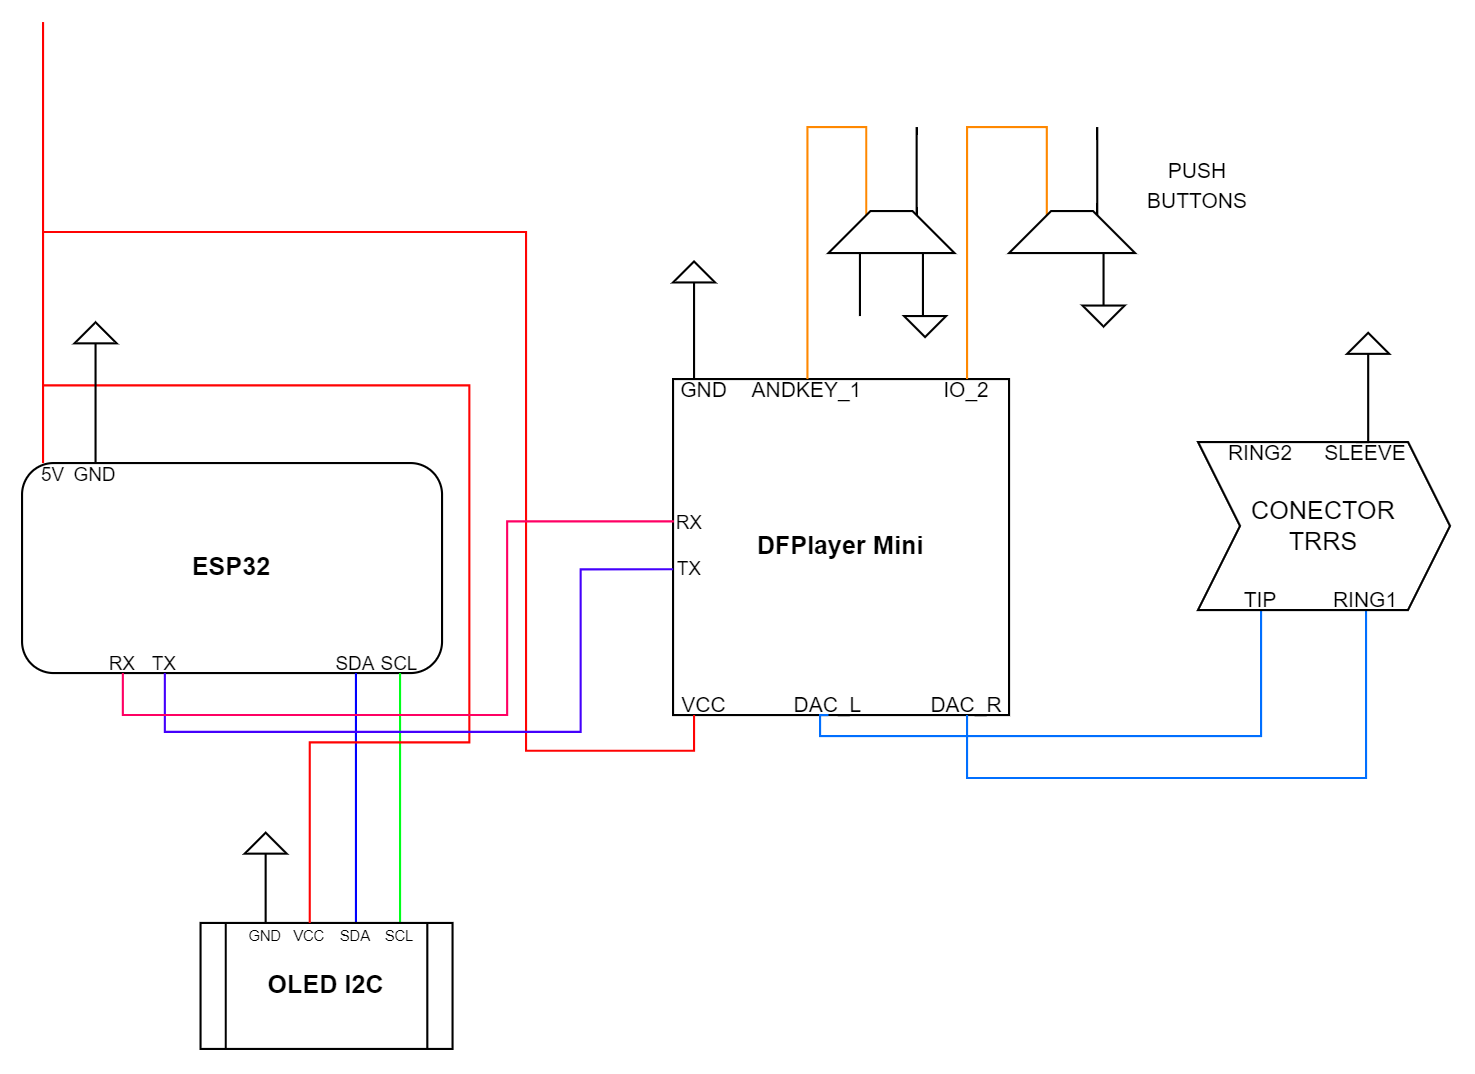 PUSH
BUTTONS
GND
ANDKEY_1
IO_2
RING2
SLEEVE
5V
GND
CONECTOR
TRRS
RX
DFPlayer Mini
ESP32
TX
TIP
RING1
RX
TX
SDA
SCL
VCC
DAC_L
DAC_R
GND
VCC
SDA
SCL
OLED I2C